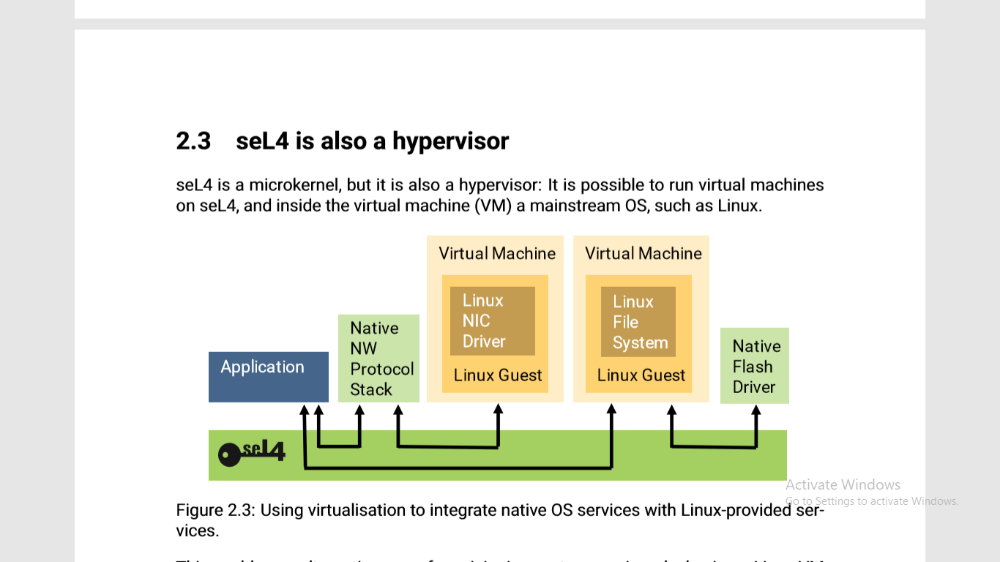 2.3 seL4 is also a hypervisor
seL4 is a microkernel, but it is also a hypervisor: It is possible to run virtual machines
on seL4, and inside the virtual machine (VM) a mainstream OS, such as Linux.
Virtual Machine
Virtual Machine
Linux
NIC
Driver
Linux Guest
Linux
File
System
Linux Guest
Native
NW
Protocol
Stack
Application
Native
Flash
Driver
seL4
Activate Windows
Go to Settings to activate Windows.
Figure 2.3: Using virtualisation to integrate native OS services with Linux-provided ser-
vices.